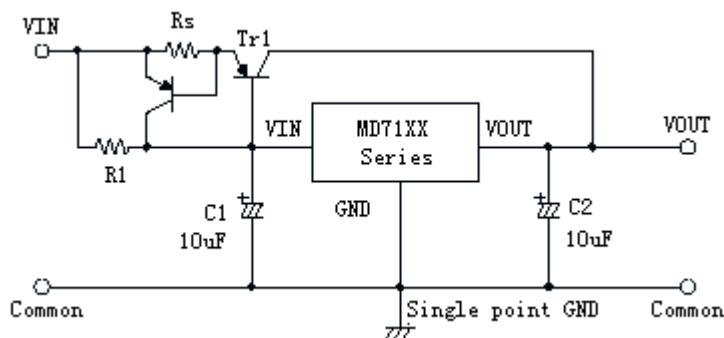 VIN
Rs
Tr1
R1
VIN
MD71XX
Series
VOUT
VOUT
GND
C1
10uF
C2
10uF
Common
Single point GND
Common